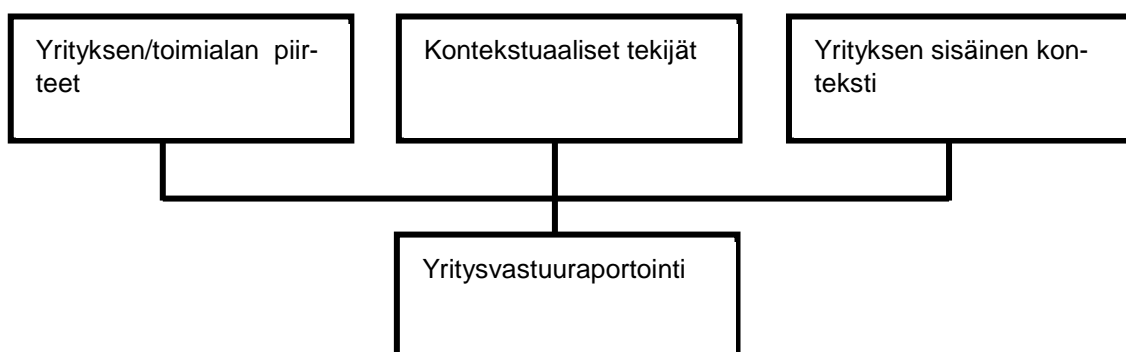 Yrityksen/toimialan piir-
teet
Kontekstuaaliset tekijät
Yrityksen sisäinen kon-
teksti
Yritysvastuuraportointi